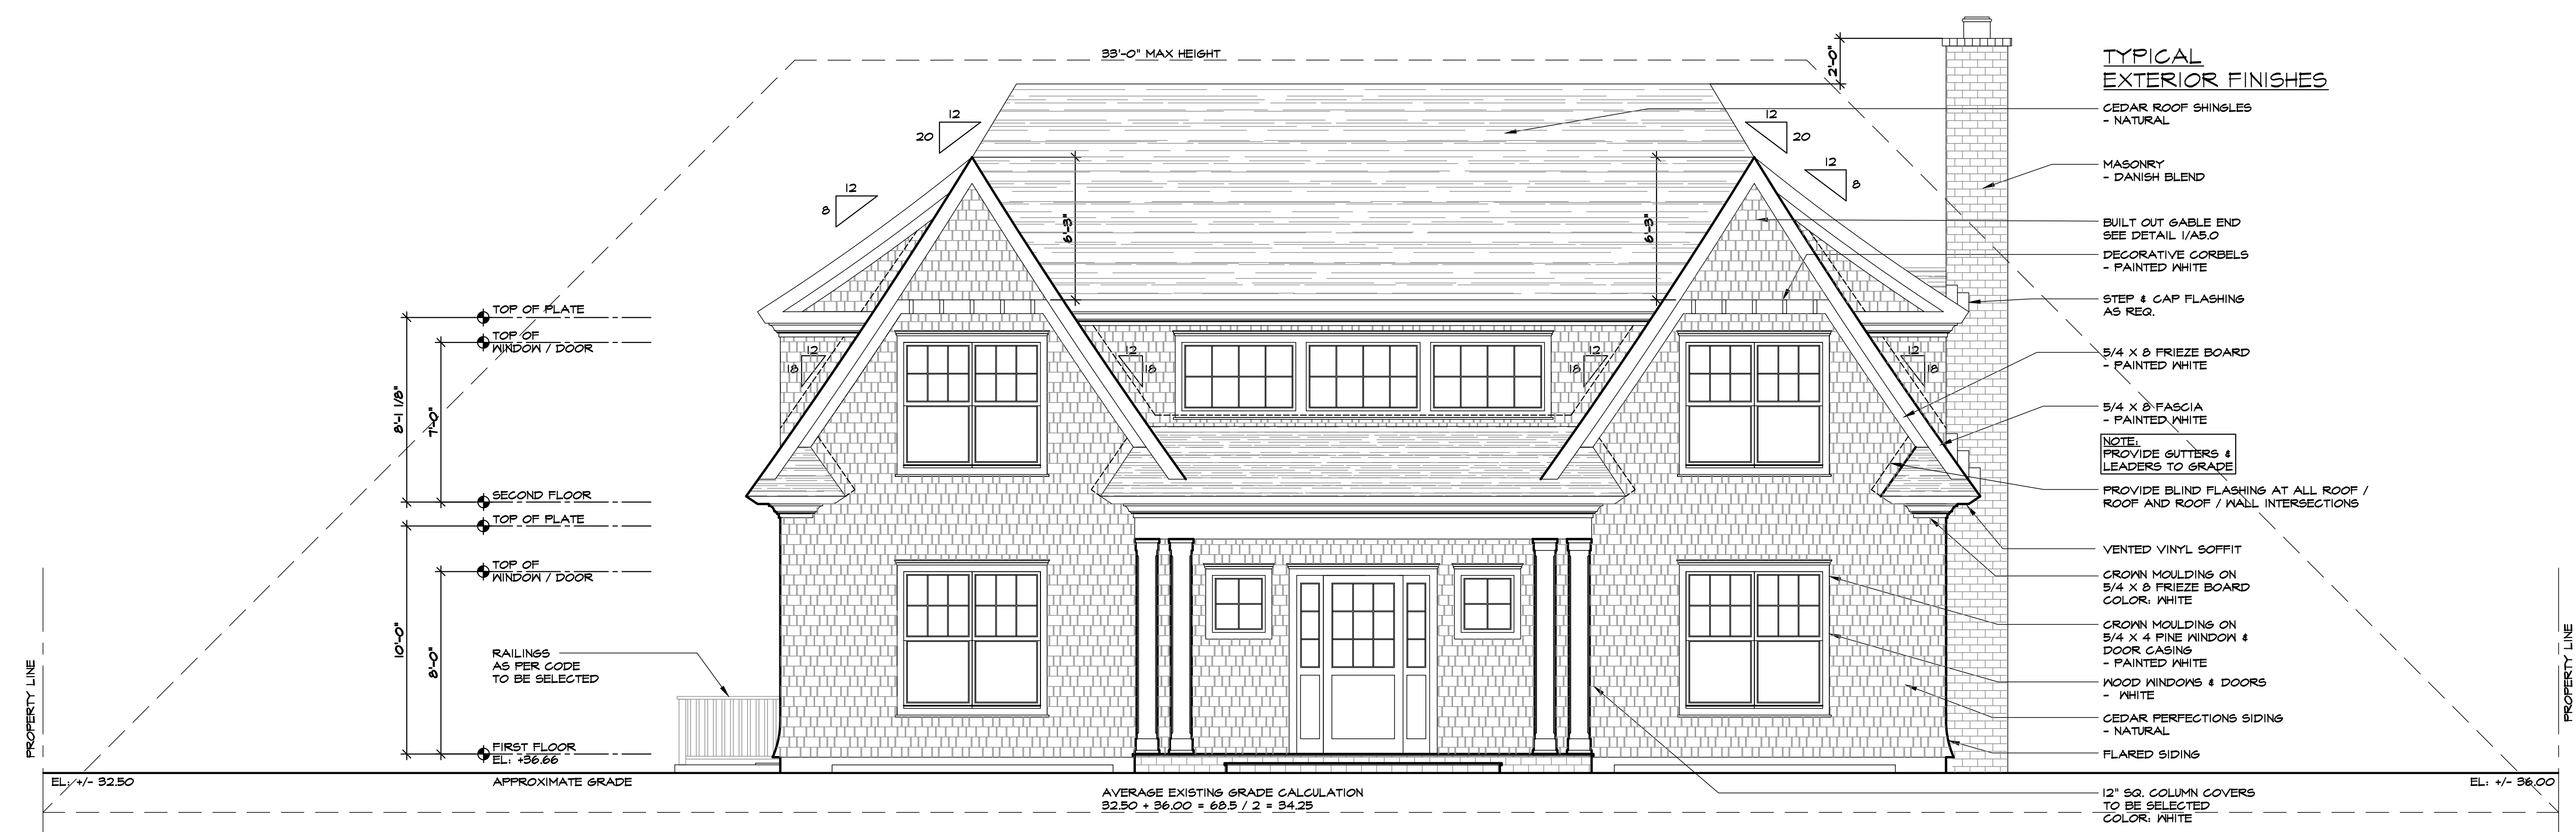 33'-0" MAX HEIGHT
2'-0"
12
20
12
8
12
20
12
8
6'-3"
6'-3"
12
18
12
18
12
18
12
18
TOP OF PLATE
TOP OF
WINDOW / DOOR
8'-1 1/8"
7'-0"
SECOND FLOOR
TOP OF PLATE
TOP OF
WINDOW / DOOR
10'-0"
8'-0"
RAILINGS
AS PER CODE
TO BE SELECTED
FIRST FLOOR
EL: +36.66
PROPERTY LINE
EL: +/- 32.50
APPROXIMATE GRADE
AVERAGE EXISTING GRADE CALCULATION
32.50 + 36.00 = 68.5 / 2 = 34.25
TYPICAL
EXTERIOR FINISHES
CEDAR ROOF SHINGLES
- NATURAL
MASONRY
- DANISH BLEND
BUILT OUT GABLE END
SEE DETAIL 1/A5.0
DECORATIVE CORBELS
- PAINTED WHITE
STEP & CAP FLASHING
AS REQ.
5/4 X 8 FRIEZE BOARD
- PAINTED WHITE
5/4 X 8 FASCIA
- PAINTED WHITE
NOTE:
PROVIDE GUTTERS &
LEADERS TO GRADE
PROVIDE BLIND FLASHING AT ALL ROOF /
ROOF AND ROOF / WALL INTERSECTIONS
VENTED VINYL SOFFIT
CROWN MOULDING ON
5/4 X 8 FRIEZE BOARD
COLOR: WHITE
CROWN MOULDING ON
5/4 X 4 PINE WINDOW &
DOOR CASING
- PAINTED WHITE
WOOD WINDOWS & DOORS
- WHITE
CEDAR PERFECTIONS SIDING
- NATURAL
FLARED SIDING
12" SQ. COLUMN COVERS
TO BE SELECTED
COLOR: WHITE
PROPERTY LINE
EL: +/- 36.00